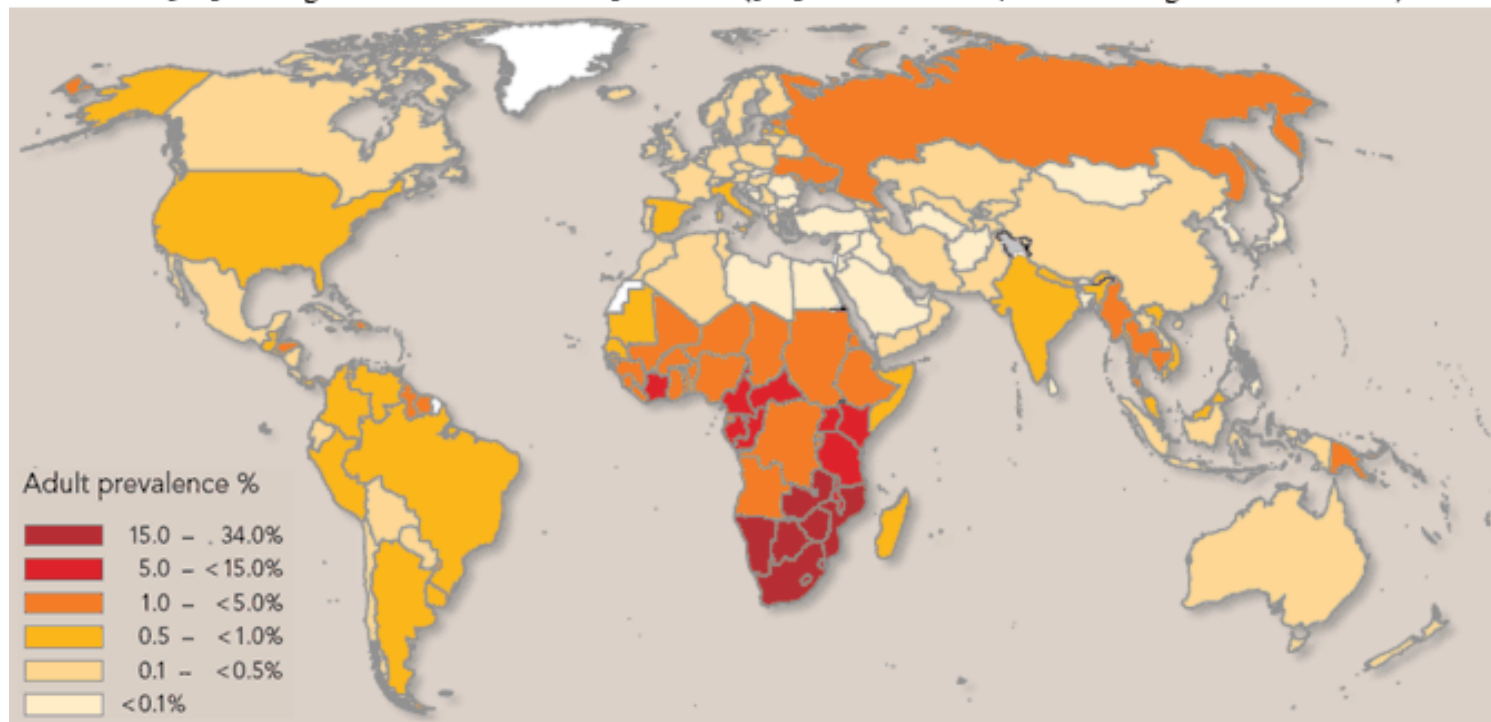 Adult prevalence %
15.0 – . 34.0%
5.0 – <15.0%
1.0 – <5.0%
0.5 – <1.0%
0.1 – <0.5%
<0.1%